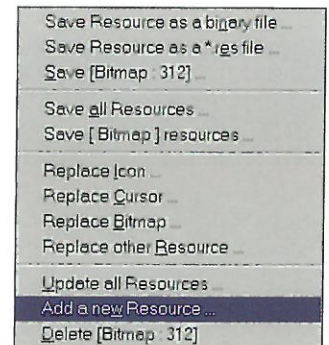 Save Resource as a binary file ...
Save Resource as a *.res file ...
Save [Bitmap : 312]
Save all Resources ...
Save [ Bitmap ] resources ...
Replace Icon ...
Replace Cursor ...
Replace Bitmap ...
Replace other Resource ...
Update all Resources ...
Add a new Resource ...
Delete [Bitmap : 312]